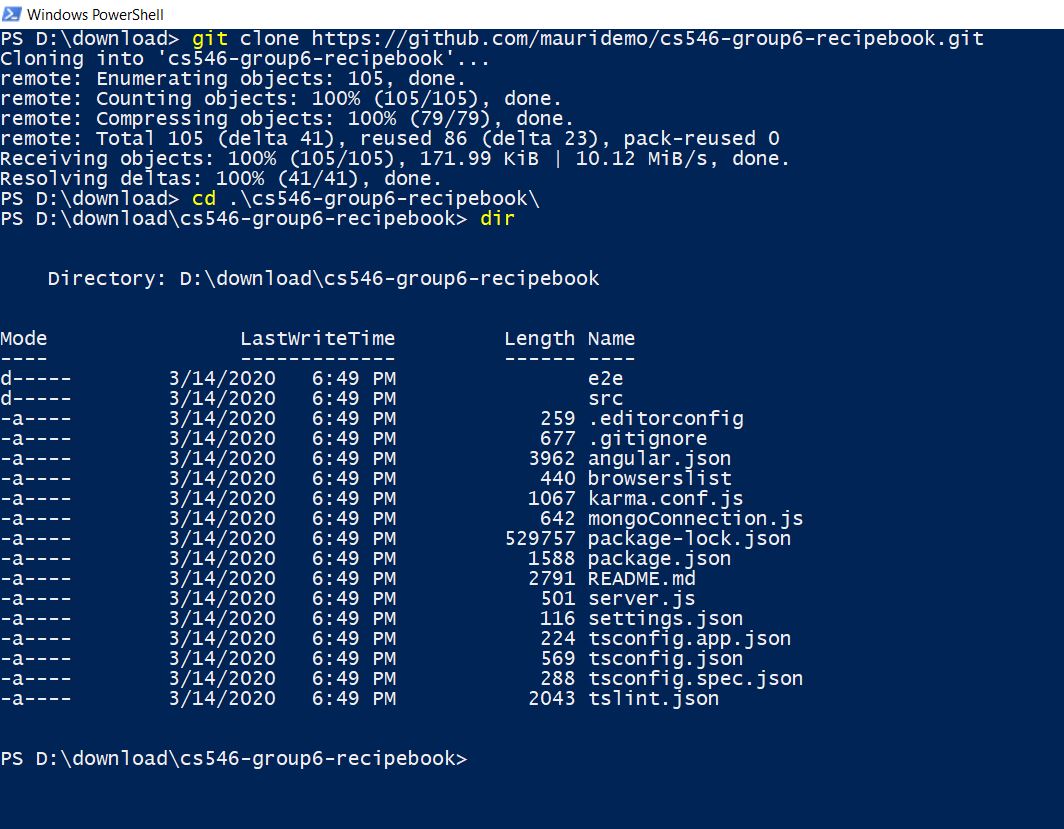 Windows PowerShell
PS D:\download> git clone https://github.com/mauridemo/cs546-group6-recipebook.git
Cloning into 'cs546-group6-recipebook'...
remote: Enumerating objects: 105, done.
remote: Counting objects: 100% (105/105), done.
remote: Compressing objects: 100% (79/79), done.
remote: Total 105 (delta 41), reused 86 (delta 23), pack-reused 0
Receiving objects: 100% (105/105), 171.99 KiB | 10.12 MiB/s, done.
Resolving deltas: 100% (41/41), done.
PS D:\download> cd .\cs546-group6-recipebook\
PS D:\download\cs546-group6-recipebook> dir
Directory: D:\download\cs546-group6-recipebook
Mode LastWriteTime Length Name
---- ------------- ------ ----
d----- 3/14/2020 6:49 PM e2e
d----- 3/14/2020 6:49 PM src
-a---- 3/14/2020 6:49 PM 259 .editorconfig
-a---- 3/14/2020 6:49 PM 677 .gitignore
-a---- 3/14/2020 6:49 PM 3962 angular.json
-a---- 3/14/2020 6:49 PM 440 browserslist
-a---- 3/14/2020 6:49 PM 1067 karma.conf.js
-a---- 3/14/2020 6:49 PM 642 mongoConnection.js
-a---- 3/14/2020 6:49 PM 529757 package-lock.json
-a---- 3/14/2020 6:49 PM 1588 package.json
-a---- 3/14/2020 6:49 PM 2791 README.md
-a---- 3/14/2020 6:49 PM 501 server.js
-a---- 3/14/2020 6:49 PM 116 settings.json
-a---- 3/14/2020 6:49 PM 224 tsconfig.app.json
-a---- 3/14/2020 6:49 PM 569 tsconfig.json
-a---- 3/14/2020 6:49 PM 288 tsconfig.spec.json
-a---- 3/14/2020 6:49 PM 2043 tslint.json
PS D:\download\cs546-group6-recipebook>